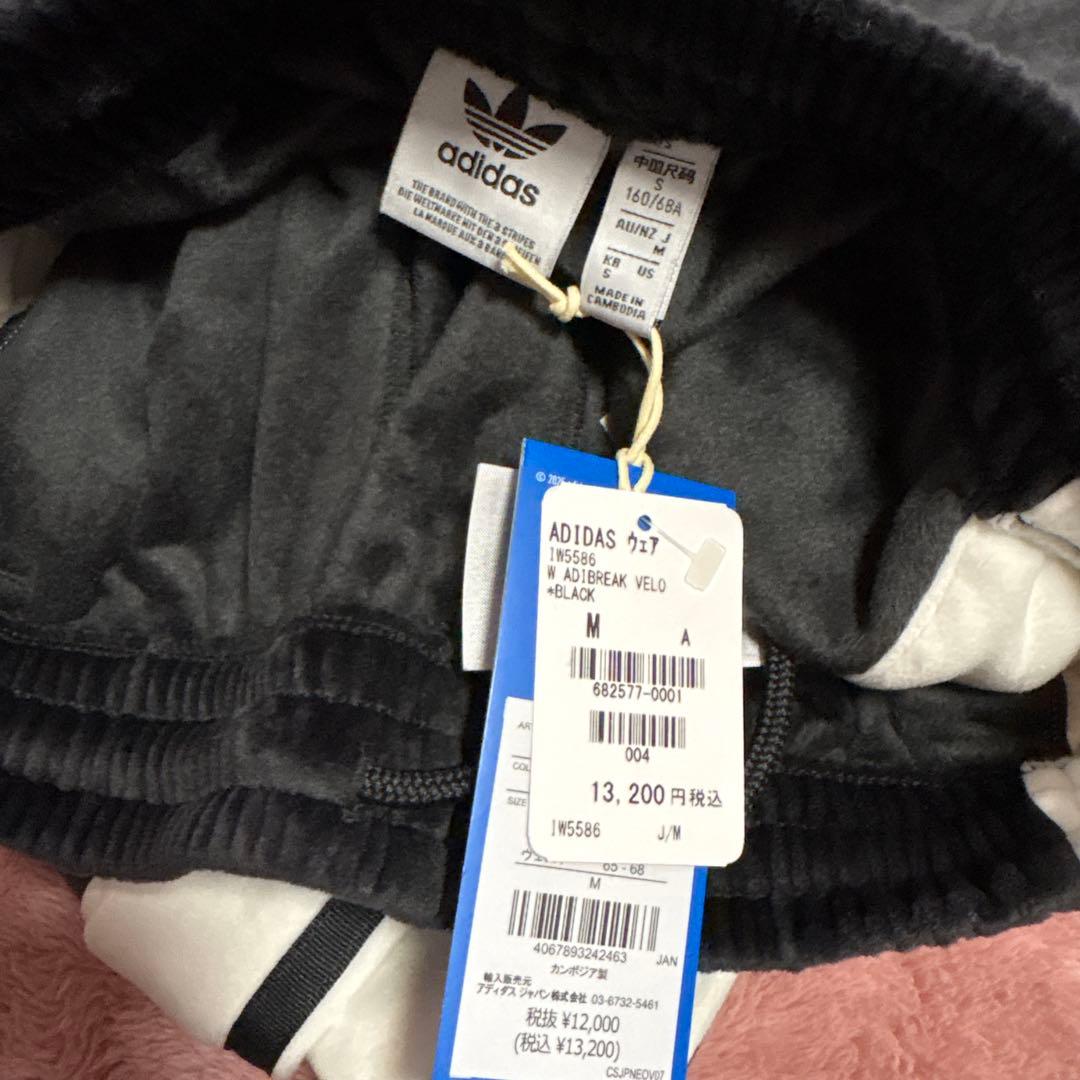 adidas
THE BRAND WITH THE 3 STRIPES
DIE WELTMARKE MIT DEN 3 STREIFEN
LA MARQUE AUX 3
中国尺码
S
160/68A
AU/NZ J
M
KR US
S
MADE IN
CAMBODIA
ADIDAS ウェア
IW5586
W ADIBREAK VELO
*BLACK
M A
682577-0001
004
13,200円税込
IW5586 J/M
SIZE
65-68
M
4067893242463 JAN
カンボジア製
輸入販売元
アディダス ジャパン株式会社 03-6732-5461
税抜 ¥12,000
(税込 ¥13,200)
CSJPNEOV07